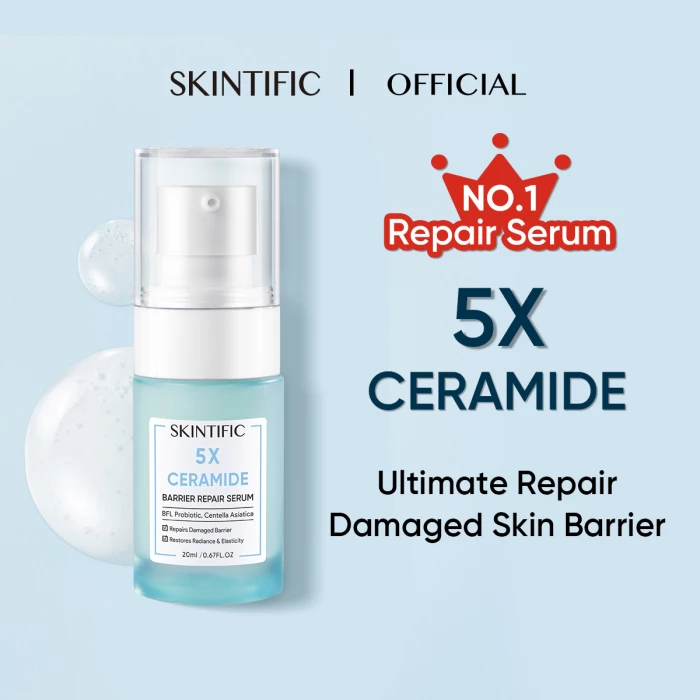 SKINTIFIC | OFFICIAL
NO.1
Repair Serum
5X
CERAMIDE
Ultimate Repair
Damaged Skin Barrier
SKINTIFIC
5X
CERAMIDE
BARRIER REPAIR SERUM
BFL Probiotic, Centella Asiatica
Repairs Damaged Barrier
Restores Radiance & Elasticity
20ml / 0.67FL.OZ